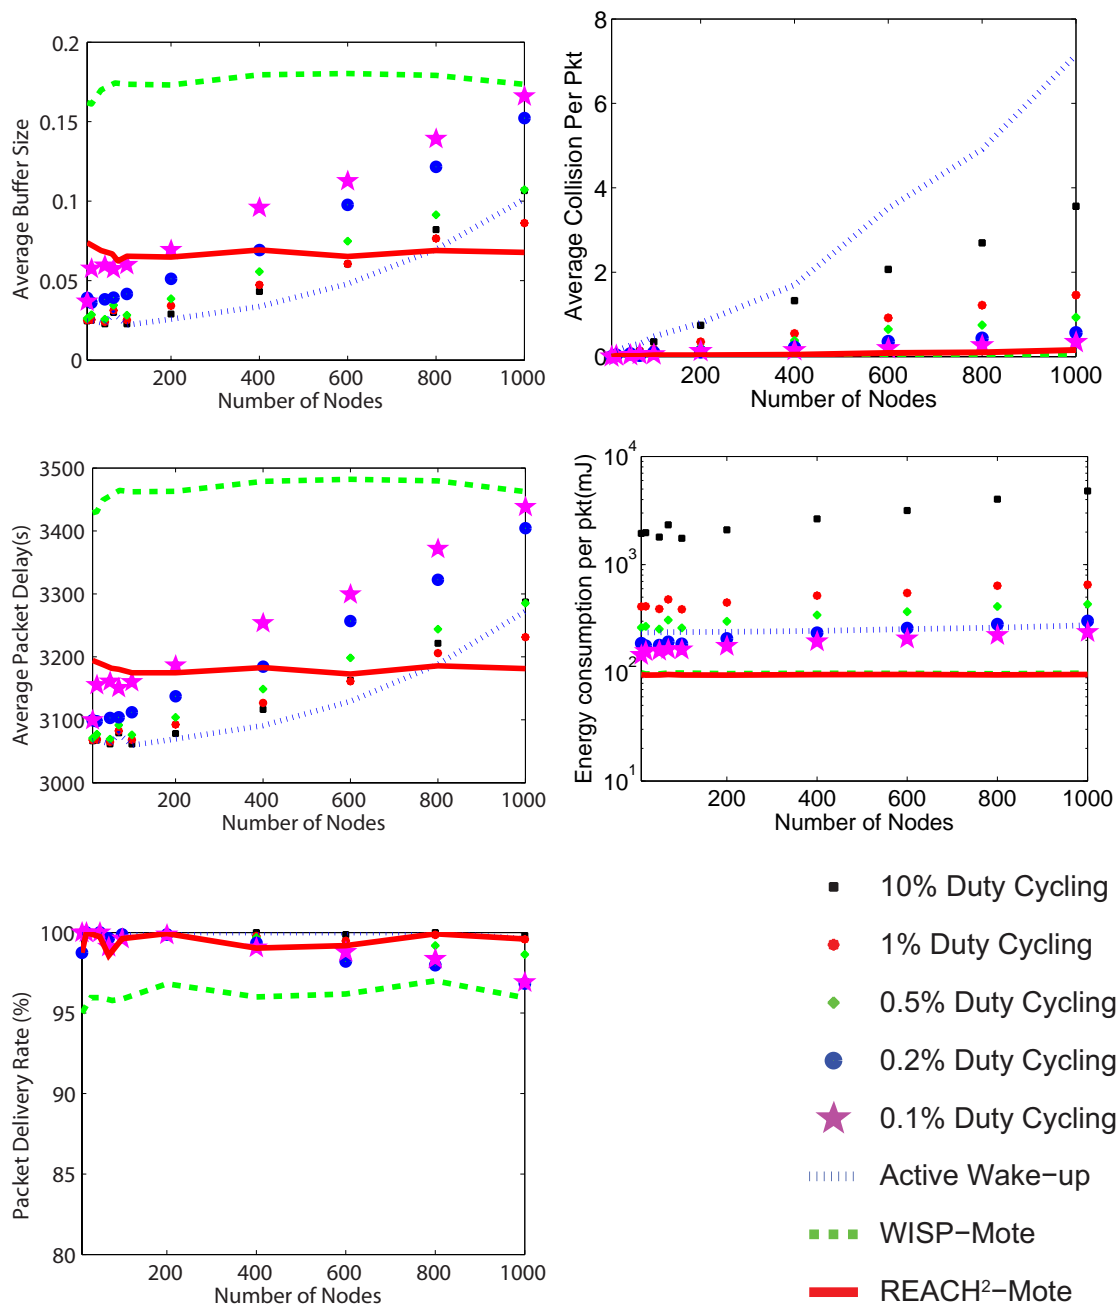 0.2
0.15
0.1
0.05
0
Average Buffer Size
200
400
600
800
1000
Number of Nodes
8
6
4
2
0
Average Collision Per Pkt
200
400
600
800
1000
Number of Nodes
3500
3400
3300
3200
3100
3000
Average Packet Delay(s)
200
400
600
800
1000
Number of Nodes
10^4
10^3
10^2
10^1
Energy consumption per pkt(mJ)
200
400
600
800
1000
Number of Nodes
100
95
90
85
80
Packet Delivery Rate (%)
200
400
600
800
1000
Number of Nodes
10% Duty Cycling
1% Duty Cycling
0.5% Duty Cycling
0.2% Duty Cycling
0.1% Duty Cycling
Active Wake−up
WISP−Mote
REACH²−Mote